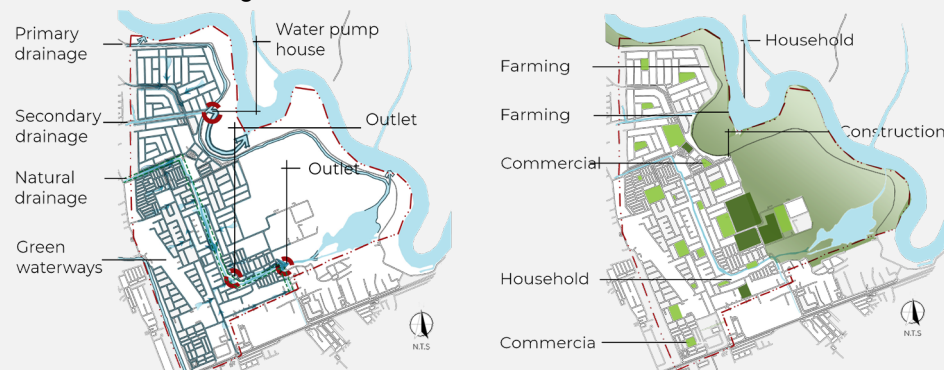 Primary
drainage
Water pump
house
Secondary
drainage
Outlet
Natural
drainage
Outlet
Green
waterways
N.T.S
Household
Farming
Farming
Construction
Commercial
Household
Commercia
N.T.S